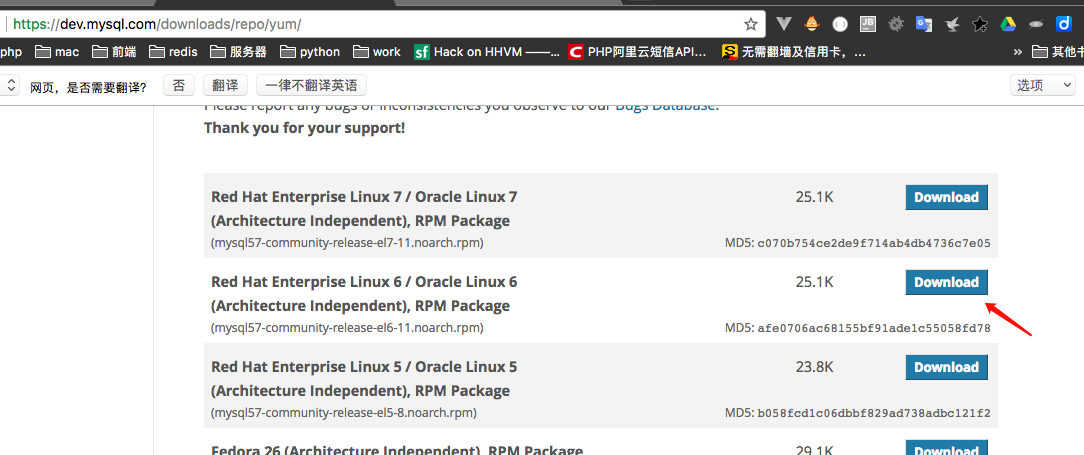 https://dev.mysql.com/downloads/repo/yum/
php mac 前端 redis 服务器 python work sf Hack on HHVM ——... C PHP阿里云短信API... S 无需翻墙及信用卡，... » 其他书
网页，是否需要翻译? 否 翻译 一律不翻译英语 选项
Please report any bugs or inconsistencies you observe to our Bugs Database.
Thank you for your support!
Red Hat Enterprise Linux 7 / Oracle Linux 7 25.1K Download
(Architecture Independent), RPM Package
(mysql57-community-release-el7-11.noarch.rpm) MD5: c070b754ce2de9f714ab4db4736c7e05
Red Hat Enterprise Linux 6 / Oracle Linux 6 25.1K Download
(Architecture Independent), RPM Package
(mysql57-community-release-el6-11.noarch.rpm) MD5: afe0706ac68155bf91ade1c55058fd78
Red Hat Enterprise Linux 5 / Oracle Linux 5 23.8K Download
(Architecture Independent), RPM Package
(mysql57-community-release-el5-8.noarch.rpm) MD5: b058fcd1c06dbbf829ad738adbc121f2
Fedora 26 (Architecture Independent), RPM Package 29.1K Download